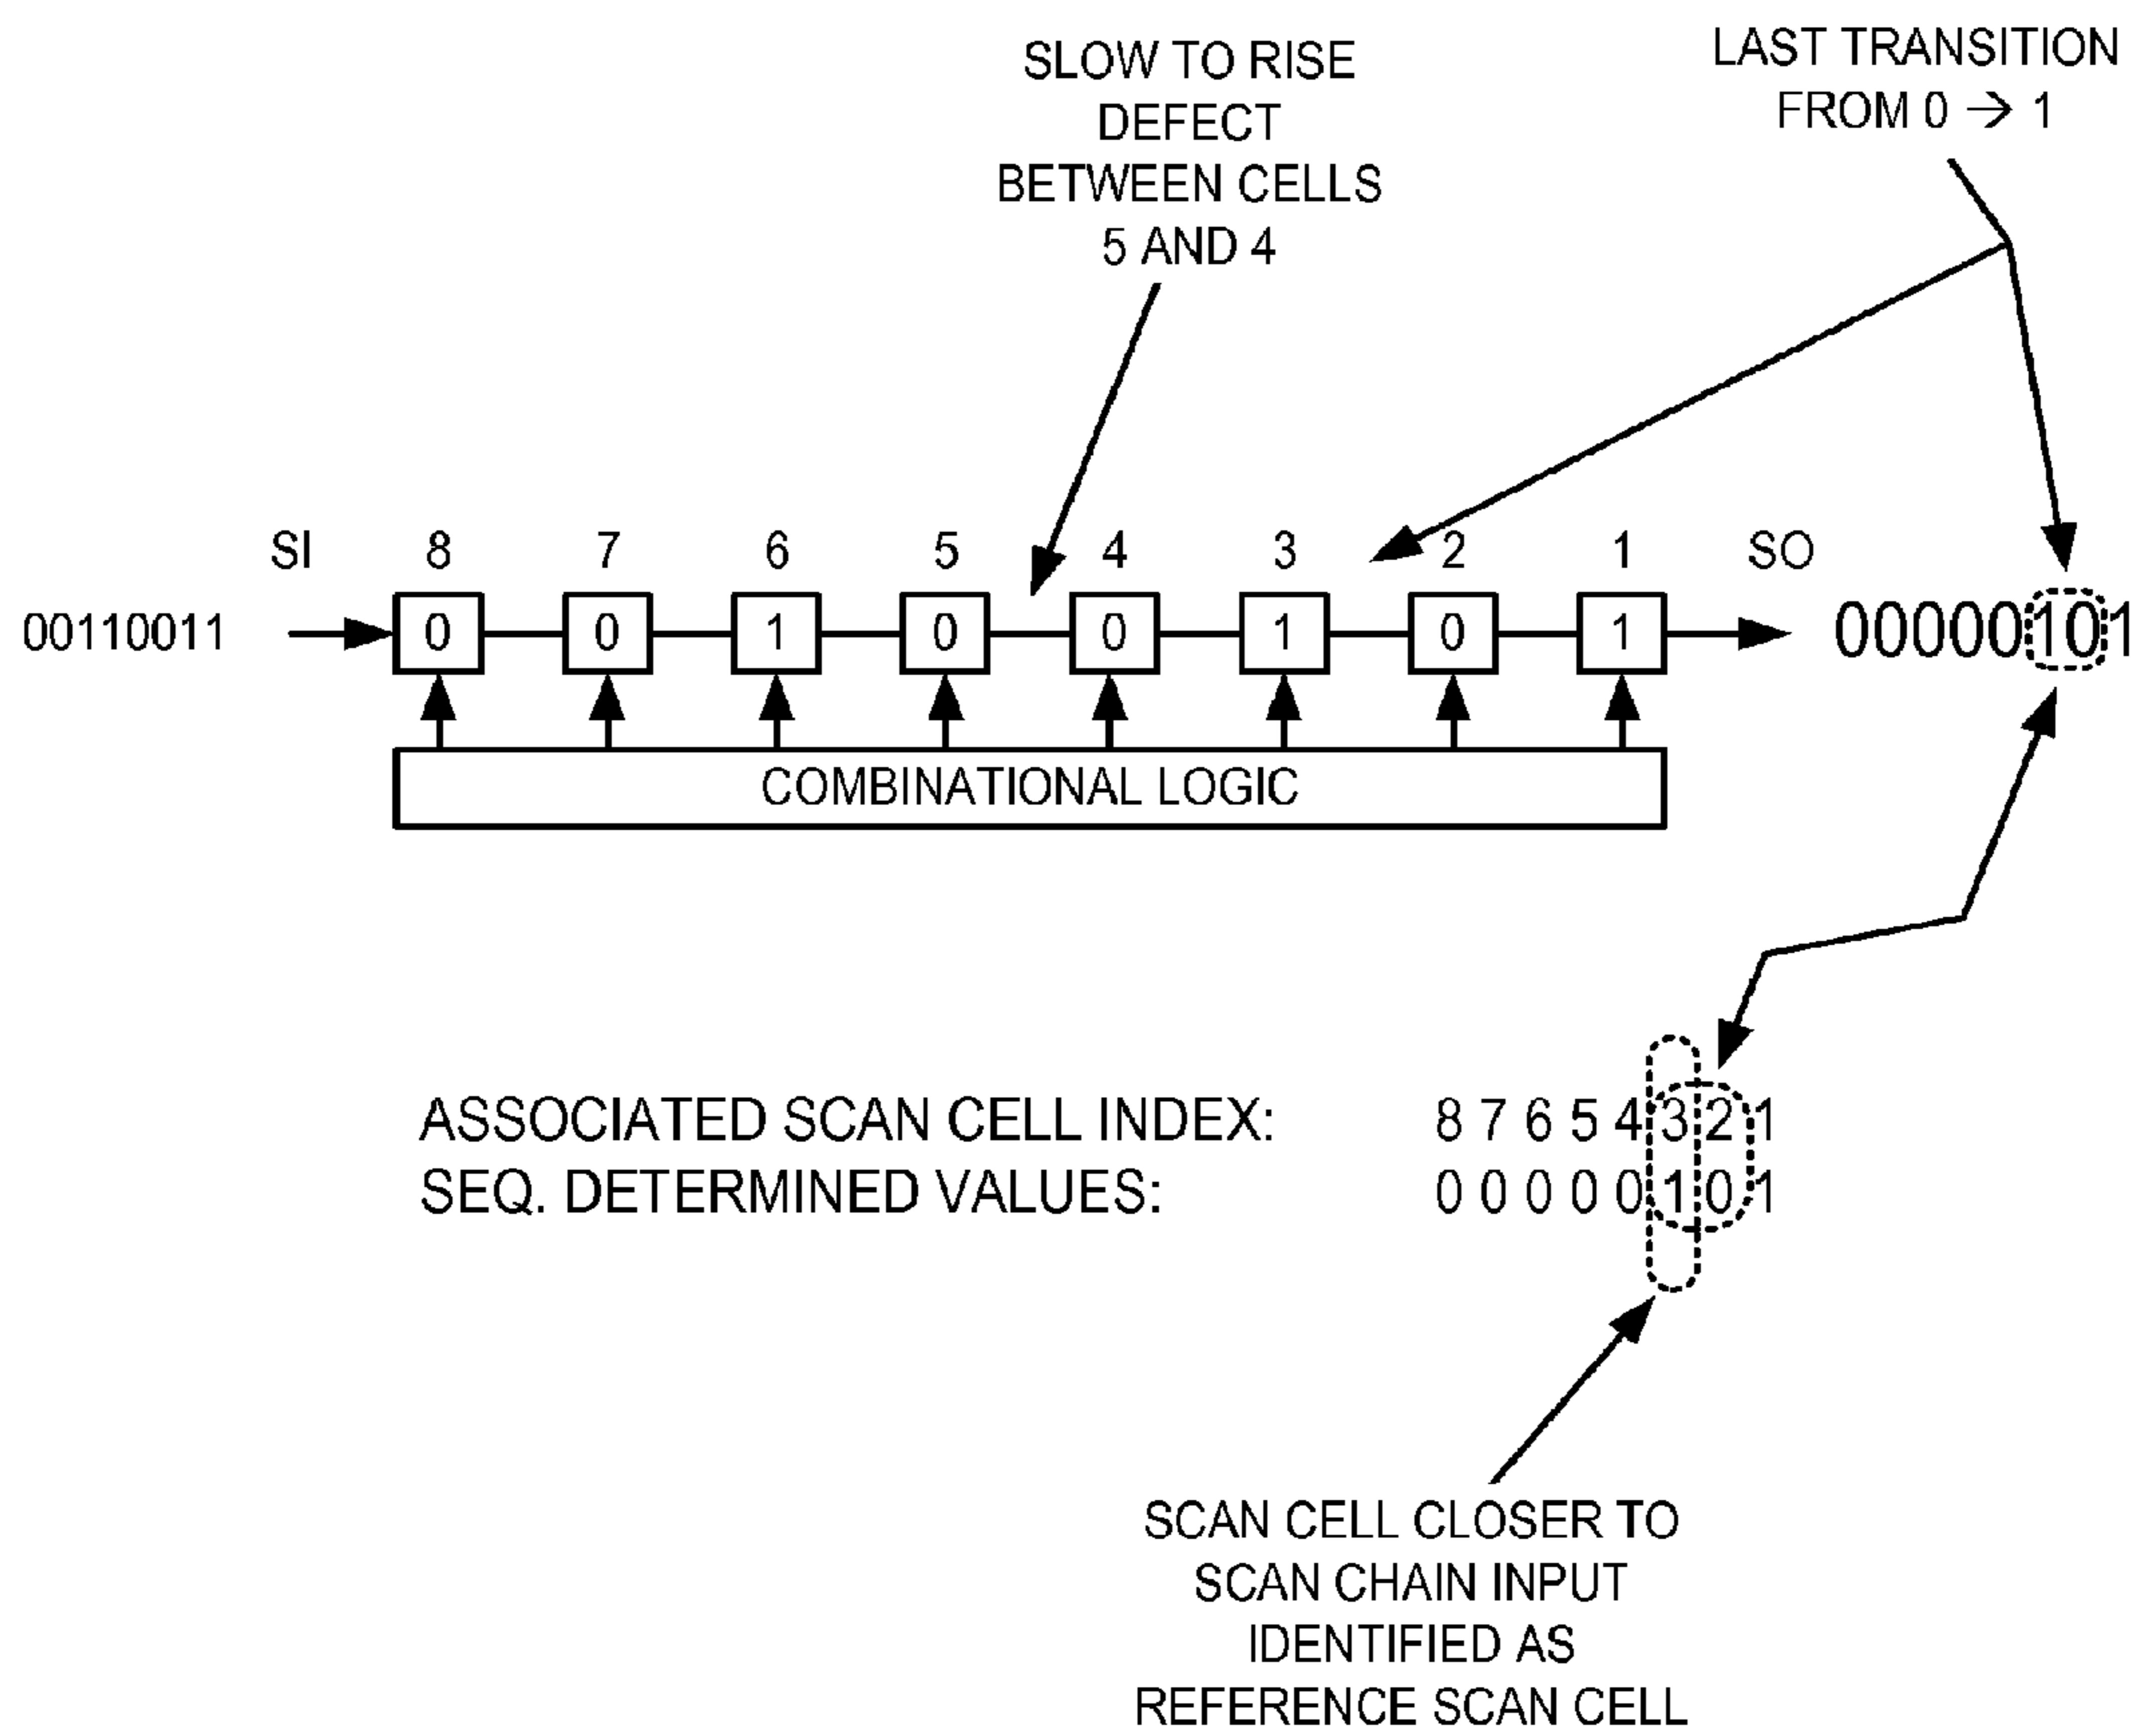 SLOW TO RISE
DEFECT
BETWEEN CELLS
5 AND 4
LAST TRANSITION
FROM 0 → 1
SI 8 7 6 5 4 3 2 1 SO
00110011 0 0 1 0 0 1 0 1 00000101
COMBINATIONAL LOGIC
ASSOCIATED SCAN CELL INDEX: 8 7 6 5 4 3 2 1
SEQ. DETERMINED VALUES: 0 0 0 0 0 1 0 1
SCAN CELL CLOSER TO
SCAN CHAIN INPUT
IDENTIFIED AS
REFERENCE SCAN CELL